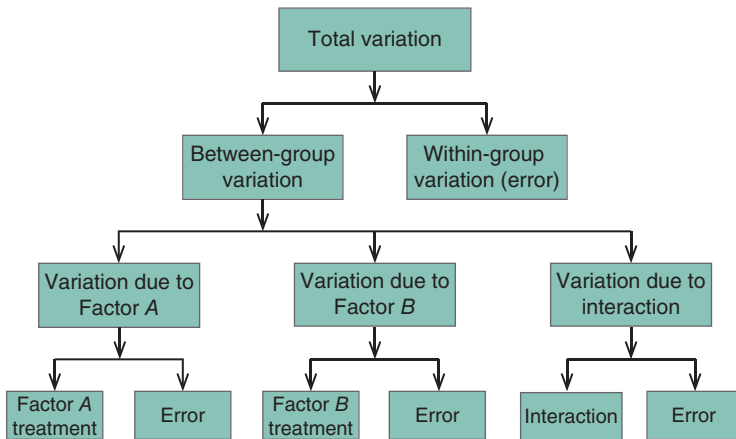 Total variation
Between-group
variation
Within-group
variation (error)
Variation due to
Factor A
Variation due to
Factor B
Variation due to
interaction
Factor A
treatment
Error
Factor B
treatment
Error
Interaction
Error